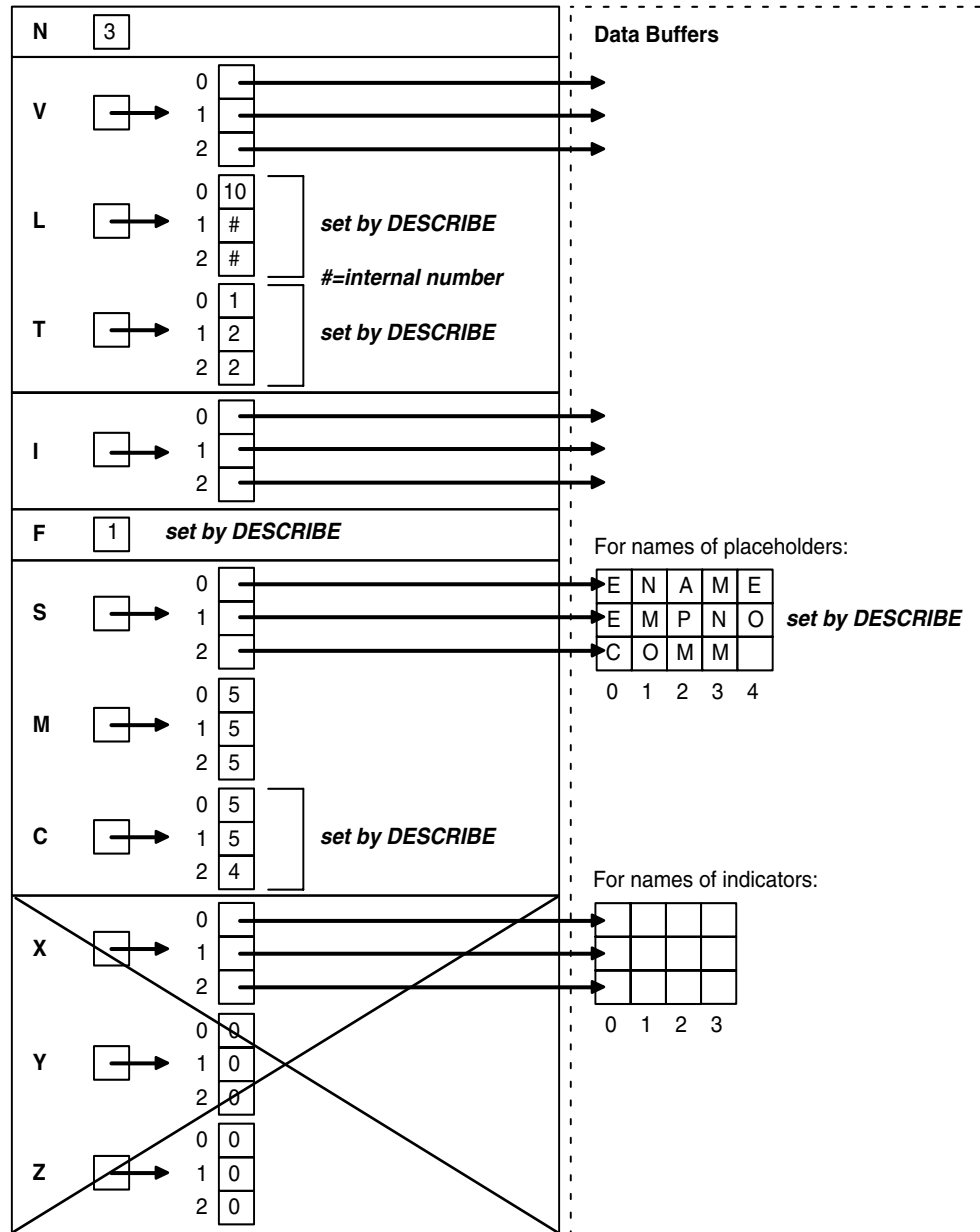 N 3 Data Buffers
0
V 1
2
0 10
L 1 # set by DESCRIBE
2 #
#=internal number
0 1
T 1 2 set by DESCRIBE
2 2
0
I 1
2
F 1 set by DESCRIBE
For names of placeholders:
0 E N A M E
S 1 E M P N O set by DESCRIBE
2 C O M M
0 1 2 3 4
0 5
M 1 5
2 5
0 5
C 1 5 set by DESCRIBE
2 4
For names of indicators:
0
X 1
2
0 1 2 3
0 0
Y 1 0
2 0
0 0
Z 1 0
2 0